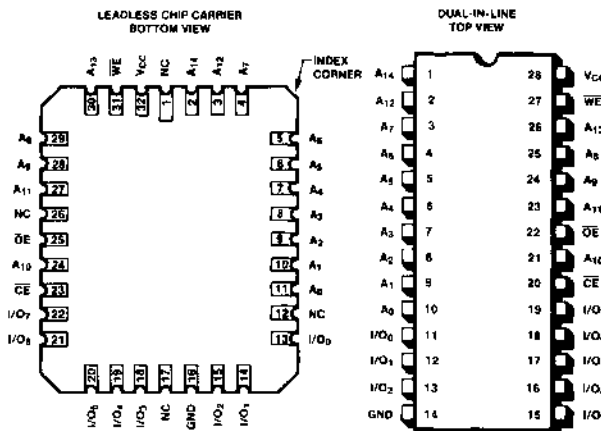 LEADLESS CHIP CARRIER
BOTTOM VIEW
INDEX
CORNER
A13 W̅E̅ VCC NC A14 A12 A7
30 31 32 1 2 3 4
A8 29 5 A6
A9 28 6 A5
A11 27 7 A4
NC 26 8 A3
O̅E̅ 25 9 A2
A10 24 10 A1
C̅E̅ 23 11 A0
I/O7 22 12 NC
I/O6 21 13 I/O0
20 19 18 17 16 15 14
I/O5 I/O4 I/O3 NC GND I/O2 I/O1
DUAL-IN-LINE
TOP VIEW
A14 1 28 VCC
A12 2 27 W̅E̅
A7 3 26 A13
A6 4 25 A8
A5 5 24 A9
A4 6 23 A11
A3 7 22 O̅E̅
A2 8 21 A10
A1 9 20 C̅E̅
A0 10 19 I/O
I/O0 11 18 I/O
I/O1 12 17 I/O
I/O2 13 16 I/O
GND 14 15 I/O